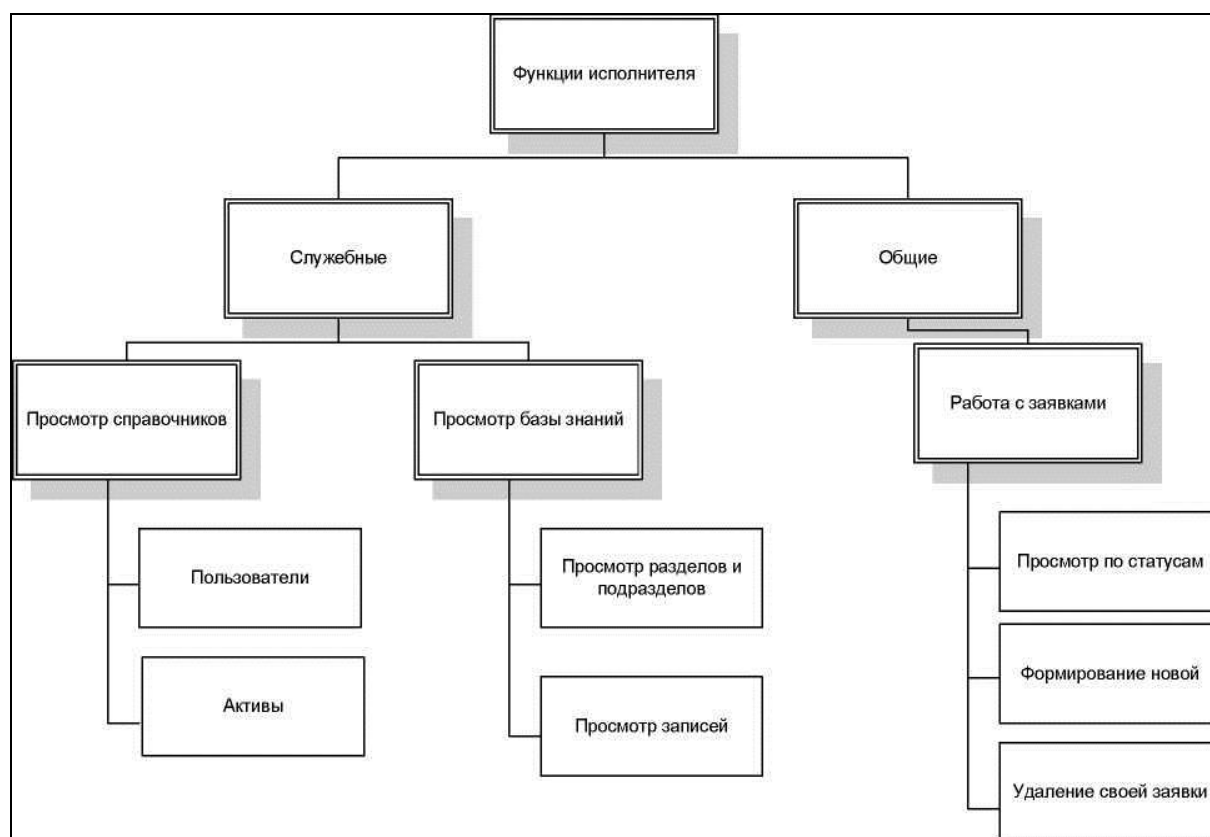 Функции исполнителя
Служебные
Общие
Просмотр справочников
Просмотр базы знаний
Работа с заявками
Пользователи
Активы
Просмотр разделов и
подразделов
Просмотр записей
Просмотр по статусам
Формирование новой
Удаление своей заявки